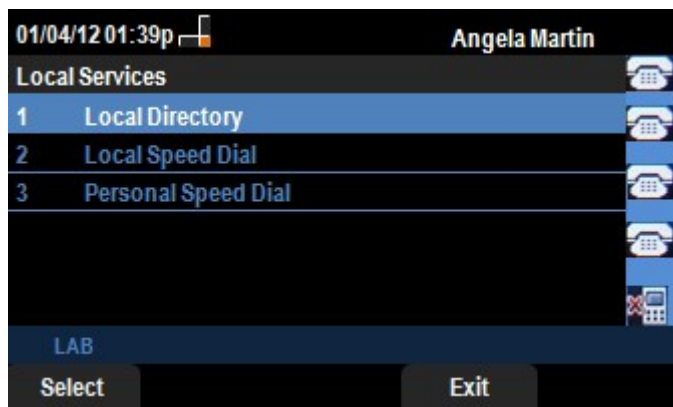 01/04/12 01:39p Angela Martin
Local Services
1 Local Directory
2 Local Speed Dial
3 Personal Speed Dial
LAB
Select Exit